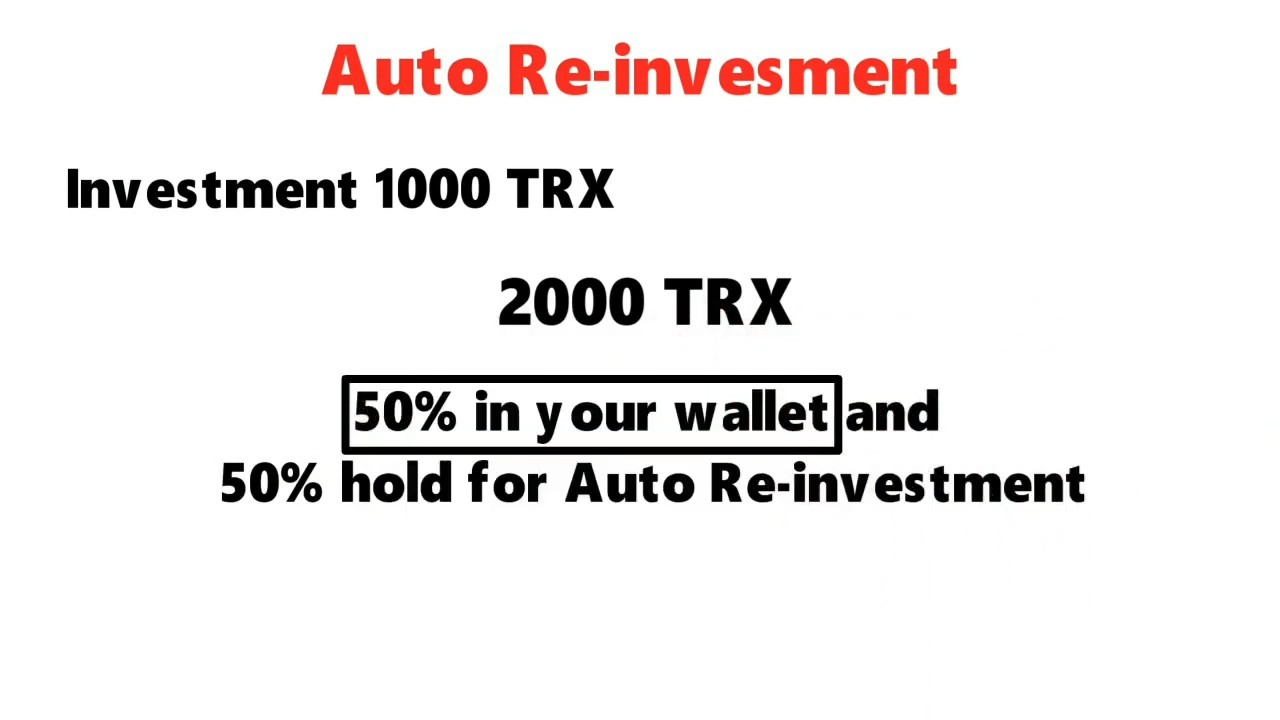 Auto Re-invesment
Investment 1000 TRX
2000 TRX
50% in your wallet and
50% hold for Auto Re-investment